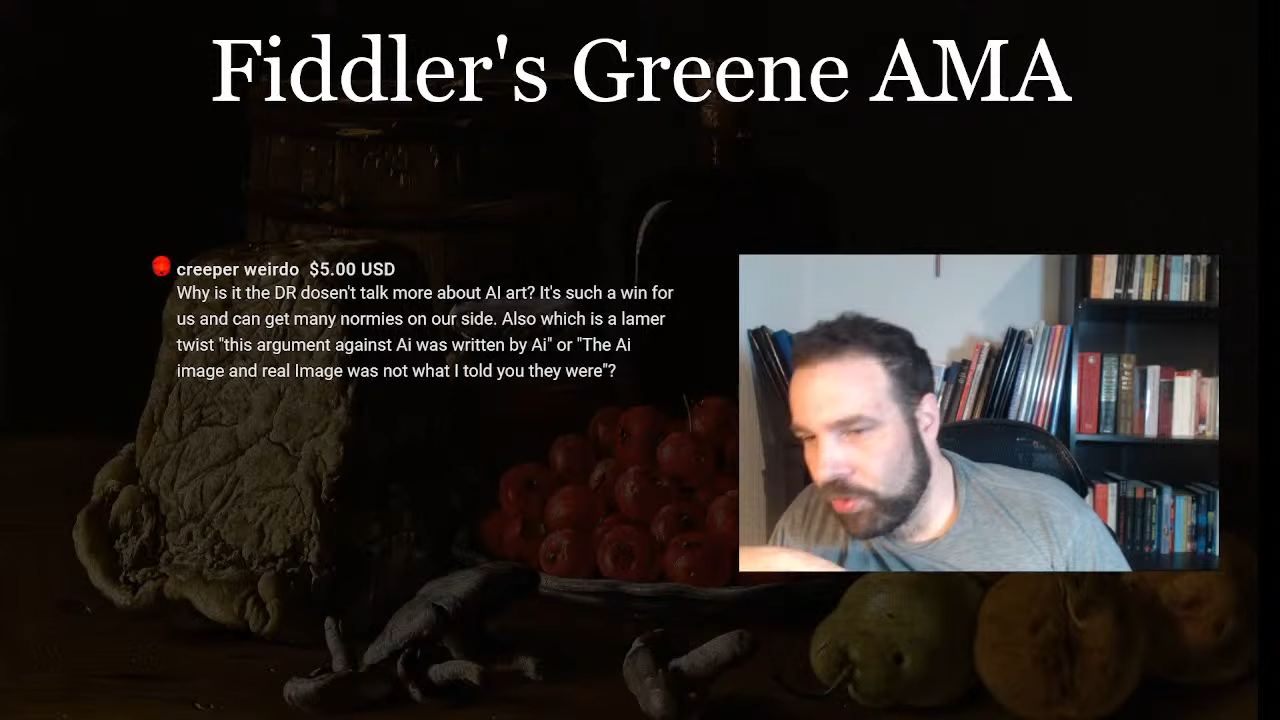 Fiddler's Greene AMA
creeper weirdo $5.00 USD
Why is it the DR dosen't talk more about AI art? It's such a win for
us and can get many normies on our side. Also which is a lamer
twist "this argument against Ai was written by Ai" or "The Ai
image and real Image was not what I told you they were"?